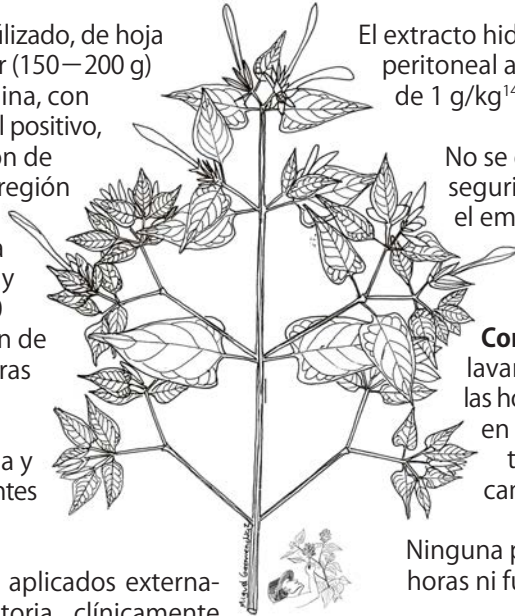 ilizado, de hoja
r (150—200 g)
ina, con
l positivo,
ón de
región
a
y
)
n de
ras
a y
ntes
aplicados externa-
toria clínicamente
El extracto hid
peritoneal a
de 1 g/kg¹⁴
No se
seguri
el em
Con
lavar
las ho
en
t
car
Ninguna p
horas ni fu